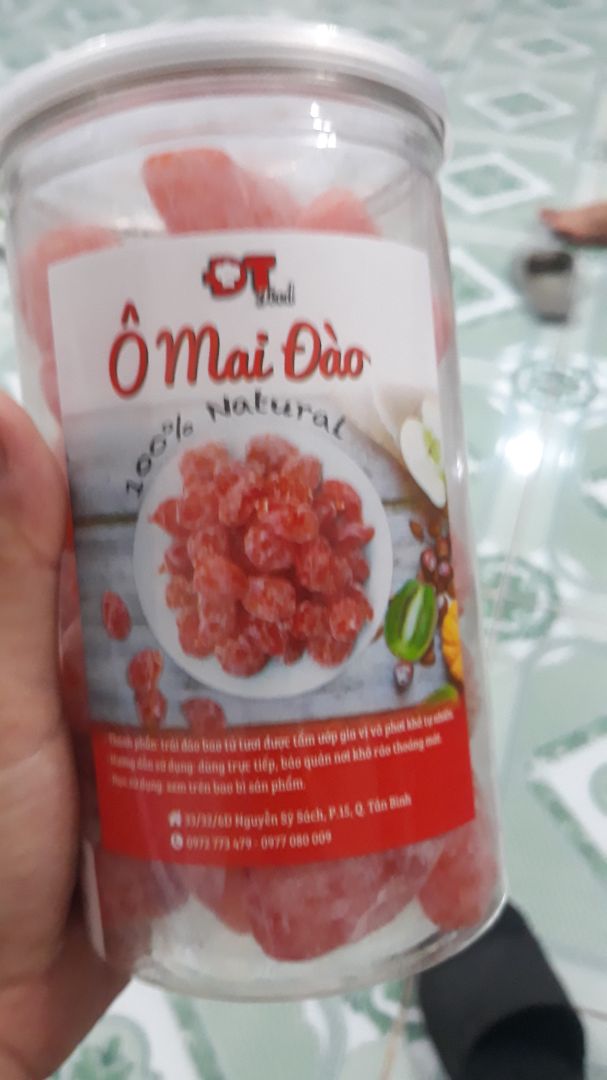 ĐT
food
Ô Mai Đào
100% Natural
Thành phần: trái đào bao tử tươi được tẩm ướp gia vị và phơi khô tự nhiên
Hướng dẫn sử dụng: dùng trực tiếp, bảo quản nơi khô ráo thoáng mát
Hạn sử dụng: xem trên bao bì sản phẩm.
33/32/6D Nguyễn Sỹ Sách, P.15, Q. Tân Bình
0973 773 479 - 0977 080 009